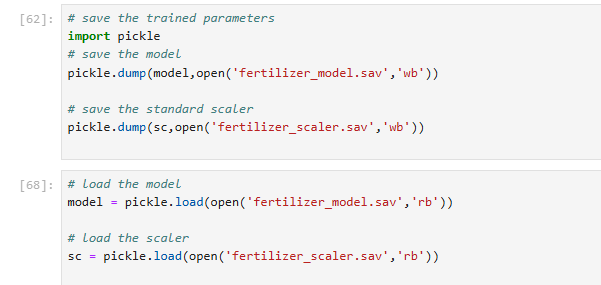 [62]: # save the trained parameters
import pickle
# save the model
pickle.dump(model,open('fertilizer_model.sav','wb'))
# save the standard scaler
pickle.dump(sc,open('fertilizer_scaler.sav','wb'))
[68]: # load the model
model = pickle.load(open('fertilizer_model.sav','rb'))
# load the scaler
sc = pickle.load(open('fertilizer_scaler.sav','rb'))